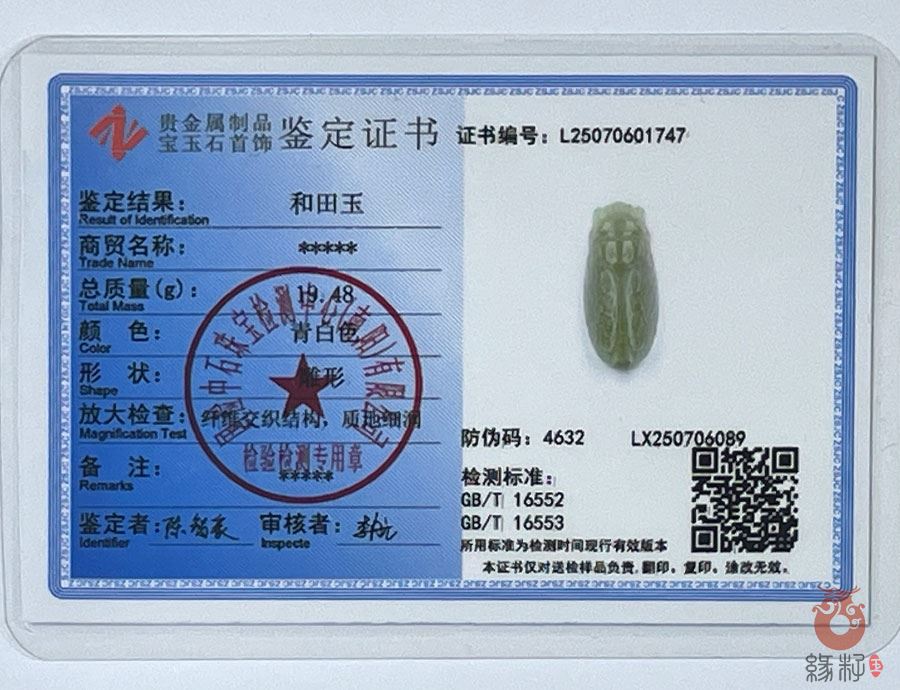 贵金属制品
宝玉石首饰
鉴定证书
证书编号：L25070601747
鉴定结果：
和田玉
Result of Identification
商贸名称：
*****
Trade Name
总质量(g)：
19.48
Total Mass
颜 色：
青白色
Color
形 状：
雕形
Shape
放大检查：
纤维交织结构，质地细润
Magnification Test
备 注：
*****
Remarks
检验检测专用章
鉴定者：
Identifier
审核者：
Inspecte
防伪码：4632
LX250706089
检测标准：
GB/T 16552
GB/T 16553
所用标准为检测时间现行有效版本
本证书仅对送检样品负责,翻印、复印、涂改无效。
緣籽
玉